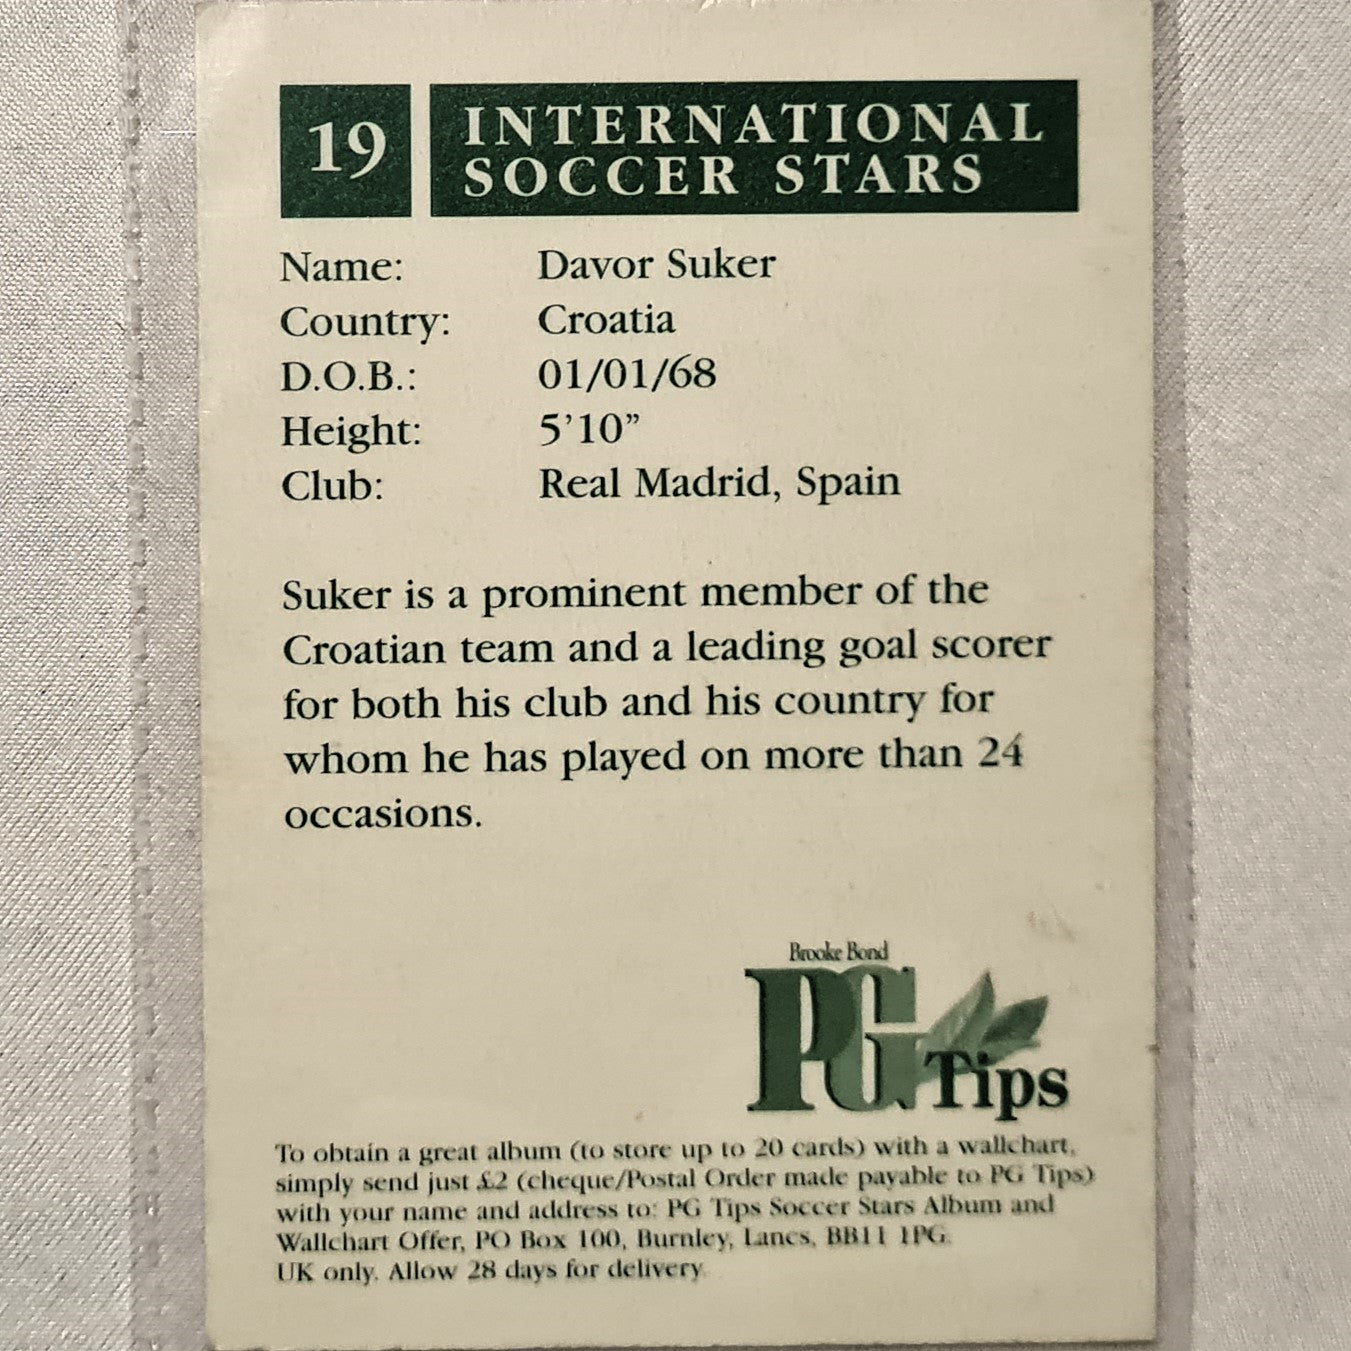 19
INTERNATIONAL
SOCCER STARS
Name: Davor Suker
Country: Croatia
D.O.B.: 01/01/68
Height: 5'10”
Club: Real Madrid, Spain
Suker is a prominent member of the
Croatian team and a leading goal scorer
for both his club and his country for
whom he has played on more than 24
occasions.
Brooke Bond
PG Tips
To obtain a great album (to store up to 20 cards) with a wallchart,
simply send just £2 (cheque/Postal Order made payable to PG Tips)
with your name and address to: PG Tips Soccer Stars Album and
Wallchart Offer, PO Box 100, Burnley, Lancs, BB11 1PG.
UK only. Allow 28 days for delivery.